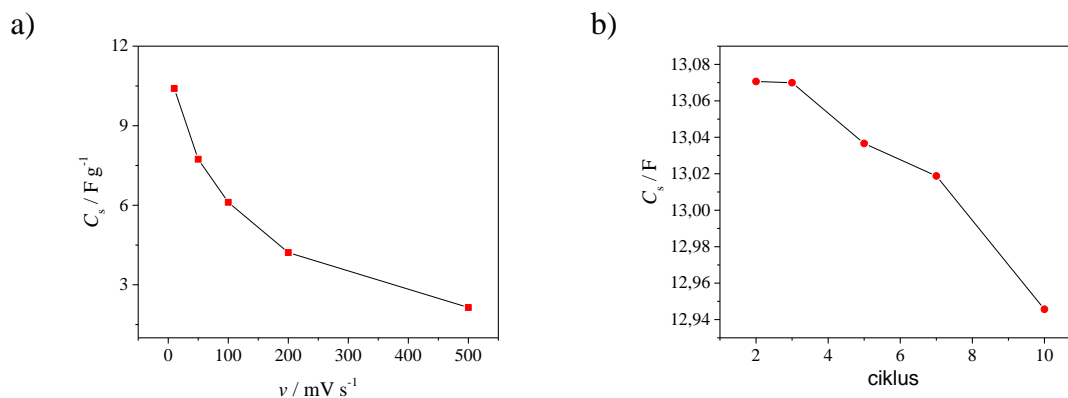 a)
12
9
6
3
C_s / F g⁻¹
0 100 200 300 400 500
v / mV s⁻¹
b)
13,08
13,06
13,04
13,02
13,00
12,98
12,96
12,94
C_s / F
2 4 6 8 10
ciklus